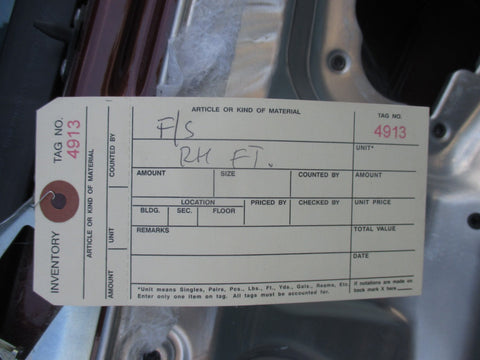 INVENTORY TAG NO. 4913
ARTICLE OR KIND OF MATERIAL
AMOUNT UNIT COUNTED BY
ARTICLE OR KIND OF MATERIAL
F/S
RH FT.
TAG NO.
4913
UNIT*
AMOUNT SIZE COUNTED BY AMOUNT
LOCATION PRICED BY CHECKED BY UNIT PRICE
BLDG. SEC. FLOOR
REMARKS TOTAL VALUE
DATE
*Unit means Singles, Pairs, Pcs., Lbs., Ft., Yds., Gals., Reams, Etc.
Enter only one item on tag. All tags must be accounted for.
If notations are made on
back mark X here